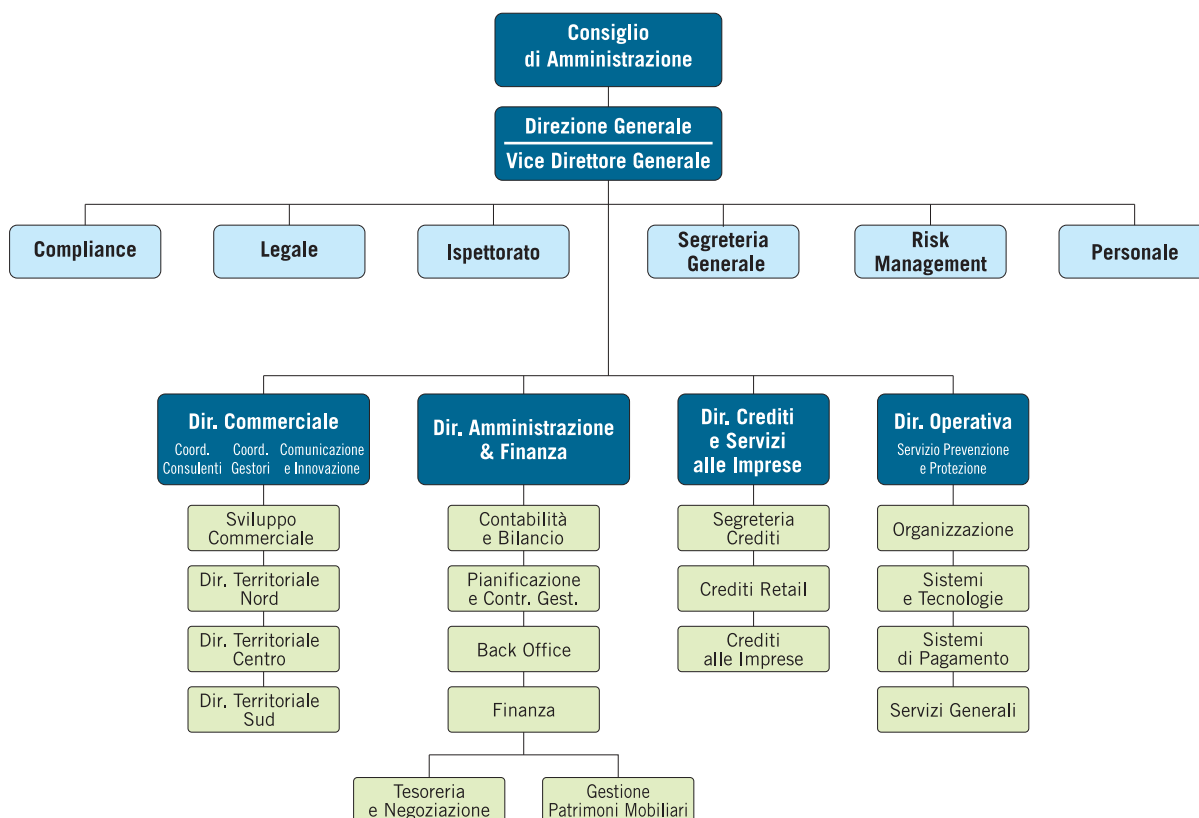 Consiglio
di Amministrazione
Direzione Generale
Vice Direttore Generale
Compliance
Legale
Ispettorato
Segreteria
Generale
Risk
Management
Personale
Dir. Commerciale
Coord.
Consulenti
Coord.
Gestori
Comunicazione
e Innovazione
Dir. Amministrazione
& Finanza
Dir. Crediti
e Servizi
alle Imprese
Dir. Operativa
Servizio Prevenzione
e Protezione
Sviluppo
Commerciale
Dir. Territoriale
Nord
Dir. Territoriale
Centro
Dir. Territoriale
Sud
Contabilità
e Bilancio
Pianificazione
e Contr. Gest.
Back Office
Finanza
Tesoreria
e Negoziazione
Gestione
Patrimoni Mobiliari
Segreteria
Crediti
Crediti Retail
Crediti
alle Imprese
Organizzazione
Sistemi
e Tecnologie
Sistemi
di Pagamento
Servizi Generali